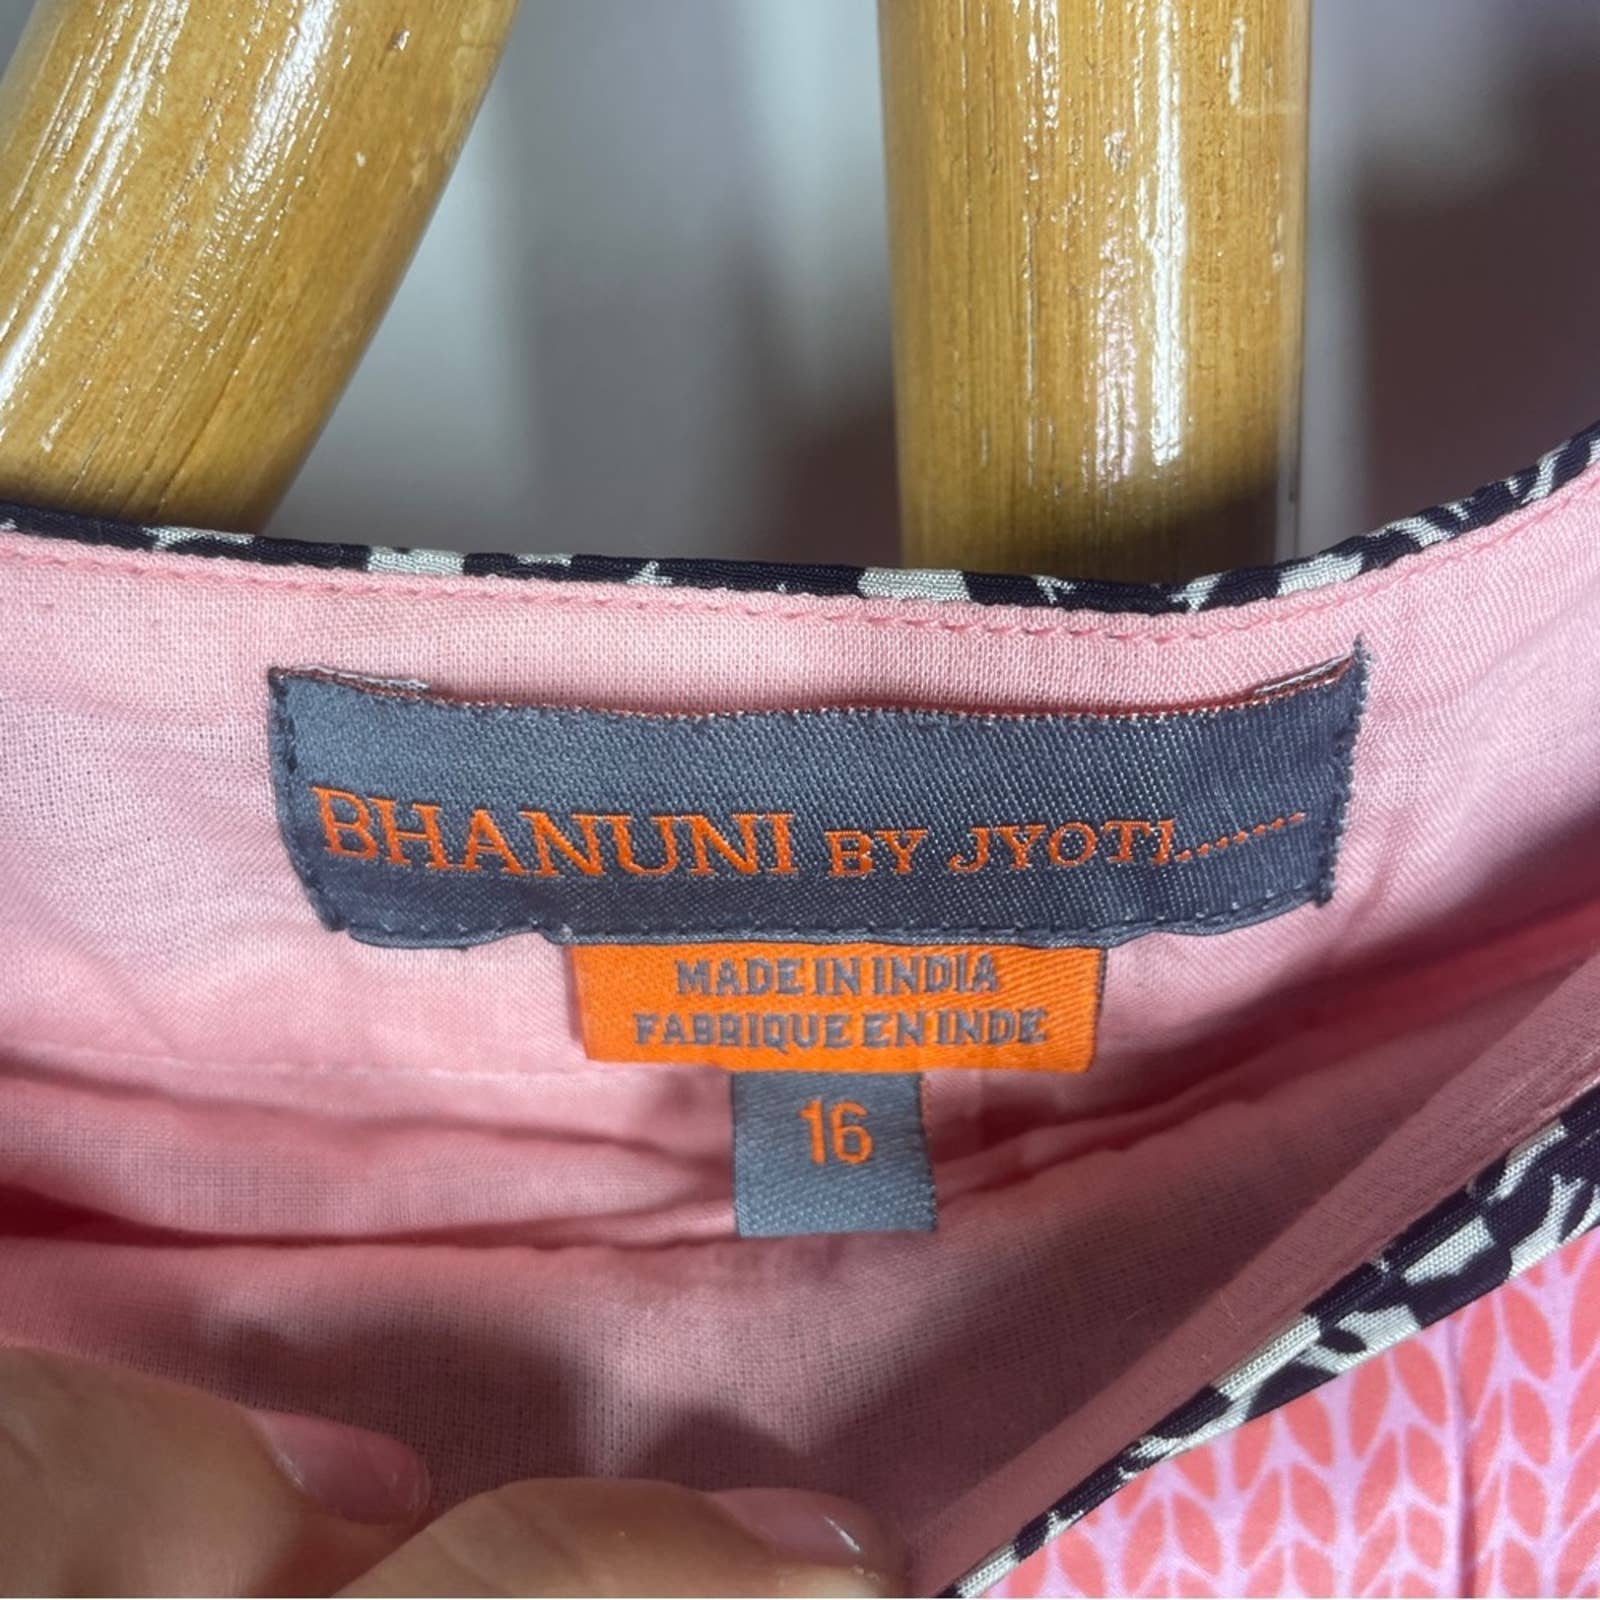 BHANUNI BY JYOTI.......
MADE IN INDIA
FABRIQUE EN INDE
16